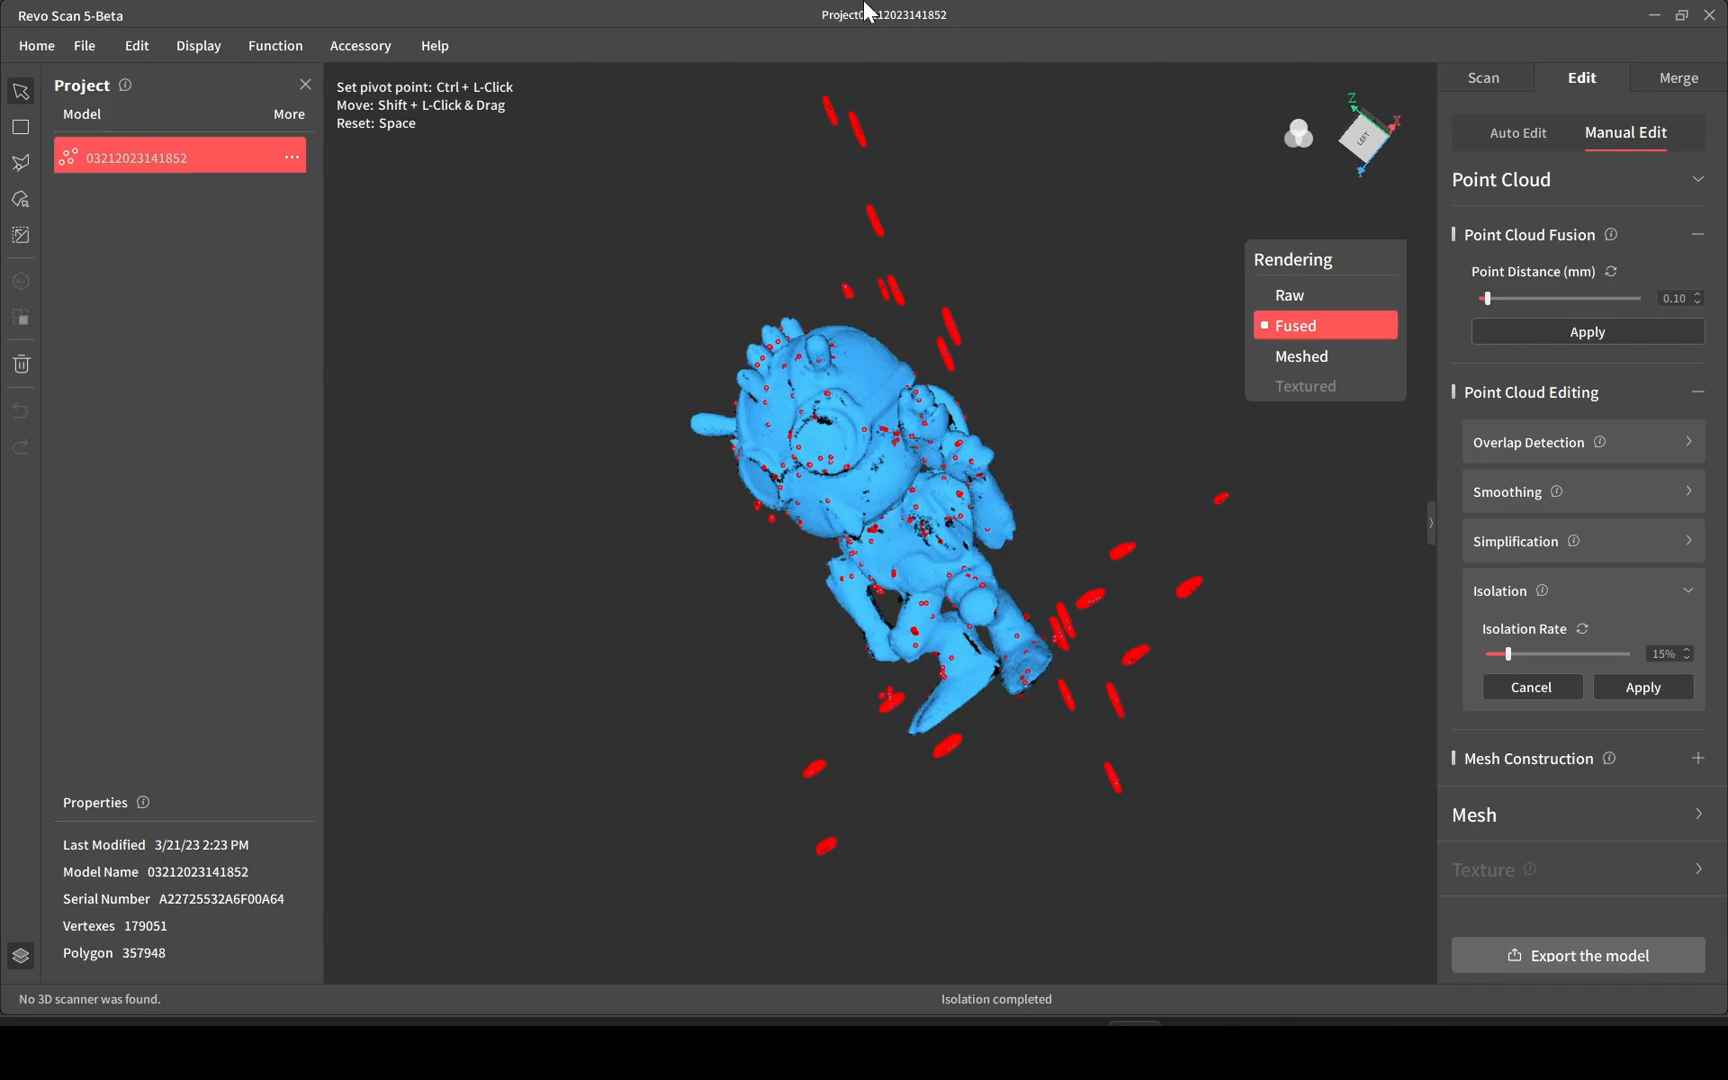 Revo Scan 5-Beta
Home File Edit Display Function Accessory Help
Project
Model More
03212023141852 ...
Properties
Last Modified 3/21/23 2:23 PM
Model Name 03212023141852
Serial Number A22725532A6F00A64
Vertexes 179051
Polygon 357948
No 3D scanner was found.
Set pivot point: Ctrl + L-Click
Move: Shift + L-Click & Drag
Reset: Space
Z
X
LEFT
Y
Rendering
Raw
Fused
Meshed
Textured
Isolation completed
Scan Edit Merge
Auto Edit Manual Edit
Point Cloud
Point Cloud Fusion
Point Distance (mm)
0.10
Apply
Point Cloud Editing
Overlap Detection
Smoothing
Simplification
Isolation
Isolation Rate
15%
Cancel Apply
Mesh Construction
Mesh
Texture
Export the model